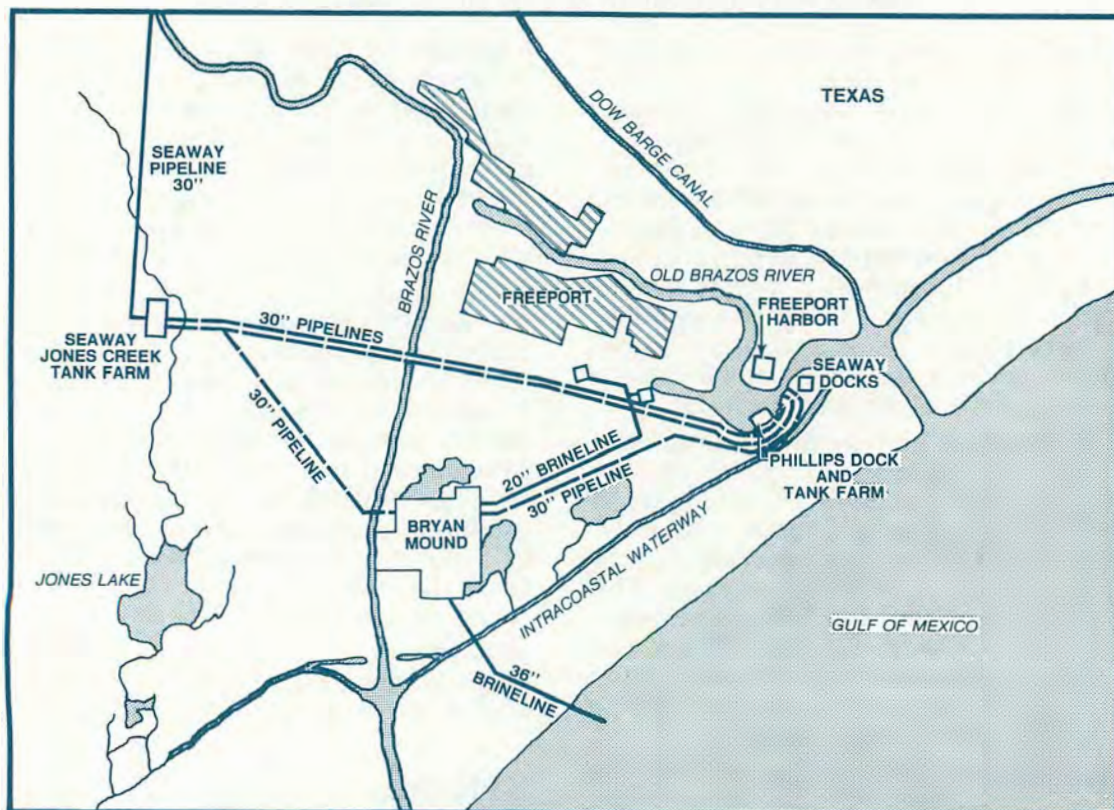 TEXAS
DOW BARGE CANAL
SEAWAY
PIPELINE
30"
BRAZOS RIVER
OLD BRAZOS RIVER
FREEPORT
FREEPORT
HARBOR
30" PIPELINES
SEAWAY
JONES CREEK
TANK FARM
SEAWAY
DOCKS
30" PIPELINE
20" BRINELINE
30" PIPELINE
PHILLIPS DOCK
AND
TANK FARM
BRYAN
MOUND
INTRACOASTAL WATERWAY
JONES LAKE
GULF OF MEXICO
36"
BRINELINE